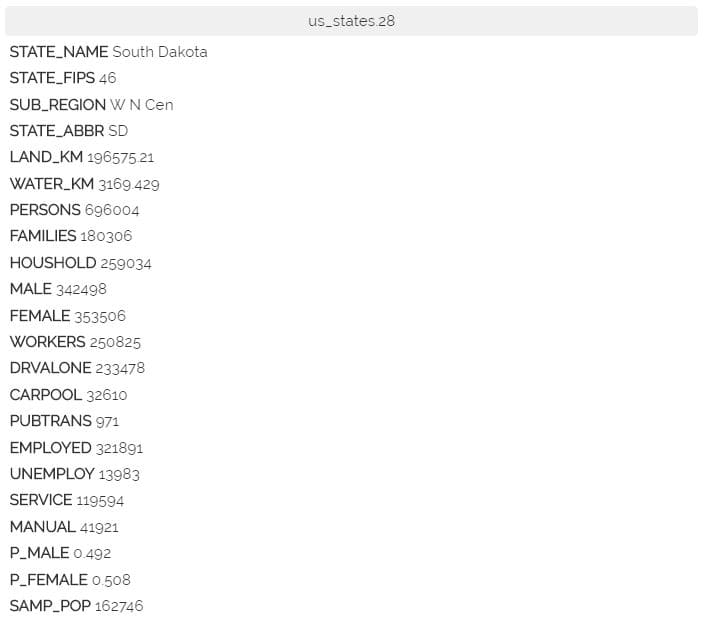 us_states.28
STATE_NAME South Dakota
STATE_FIPS 46
SUB_REGION W N Cen
STATE_ABBR SD
LAND_KM 196575.21
WATER_KM 3169.429
PERSONS 696004
FAMILIES 180306
HOUSHOLD 259034
MALE 342498
FEMALE 353506
WORKERS 250825
DRVALONE 233478
CARPOOL 32610
PUBTRANS 971
EMPLOYED 321891
UNEMPLOY 13983
SERVICE 119594
MANUAL 41921
P_MALE 0.492
P_FEMALE 0.508
SAMP_POP 162746